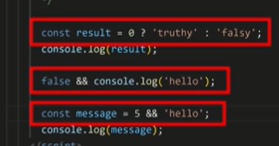 */
const result = 0 ? 'truthy' : 'falsy';
console.log(result);
false && console.log('hello');
const message = 5 && 'hello';
console.log(message);
</script>